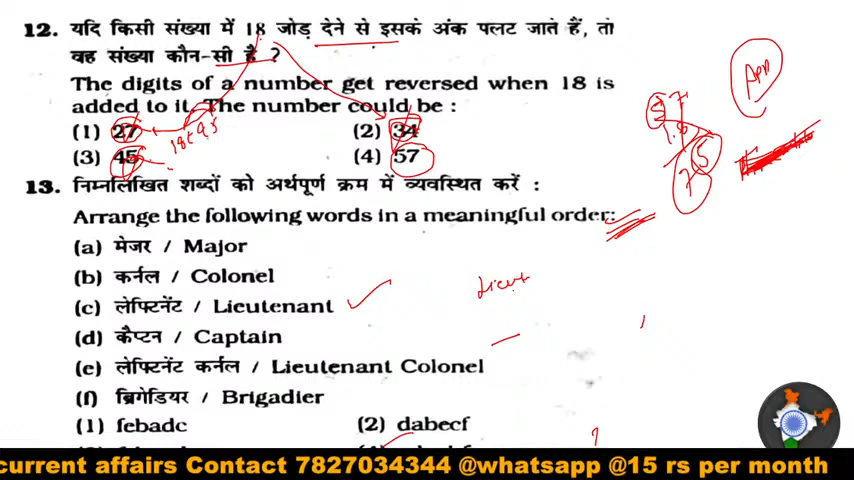 12. यदि किसी संख्या में 18 जोड़ देने से इसके अंक पलट जाते हैं, तो
वह संख्या कौन-सी है ?
The digits of a number get reversed when 18 is
added to it. The number could be :
(1) 27 (2) 34
(3) 45 (4) 57
57
18
75
13. निम्नलिखित शब्दों को अर्थपूर्ण क्रम में व्यवस्थित करें :
Arrange the following words in a meaningful order:
(a) मेजर / Major
(b) कर्नल / Colonel
(c) लेफ्टिनेंट / Lieutenant
(d) कैप्टन / Captain
(e) लेफ्टिनेंट कर्नल / Lieutenant Colonel
(f) ब्रिगेडियर / Brigadier
(1) febadc (2) dabecf
current affairs Contact 7827034344 @whatsapp @15 rs per month